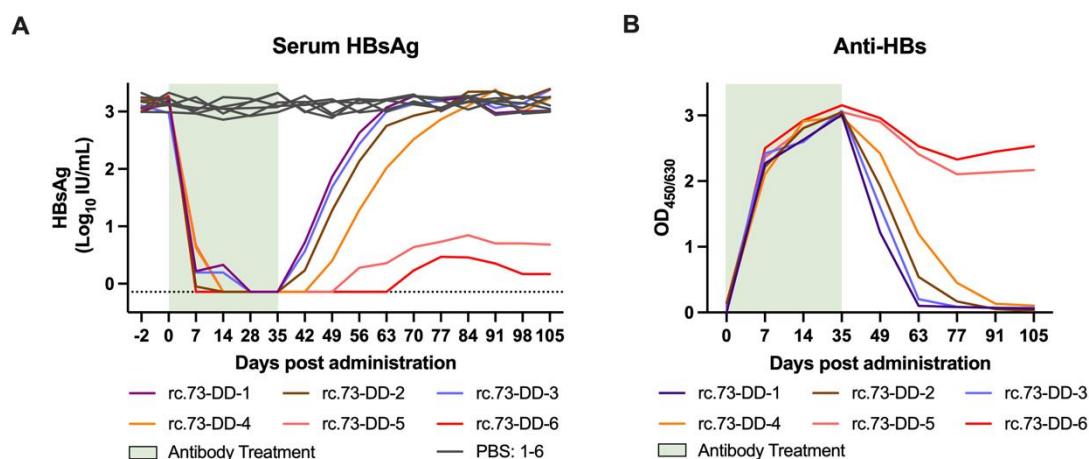 A
Serum HBsAg
HBsAg
(Log10 IU/mL)
3
2
1
0
-2 0 7 14 28 35 42 49 56 63 70 77 84 91 98 105
Days post administration
rc.73-DD-1 rc.73-DD-2 rc.73-DD-3
rc.73-DD-4 rc.73-DD-5 rc.73-DD-6
Antibody Treatment PBS: 1-6
B
Anti-HBs
OD450/630
3
2
1
0
0 7 14 35 49 63 77 91 105
Days post administration
rc.73-DD-1 rc.73-DD-2 rc.73-DD-3
rc.73-DD-4 rc.73-DD-5 rc.73-DD-6
Antibody Treatment